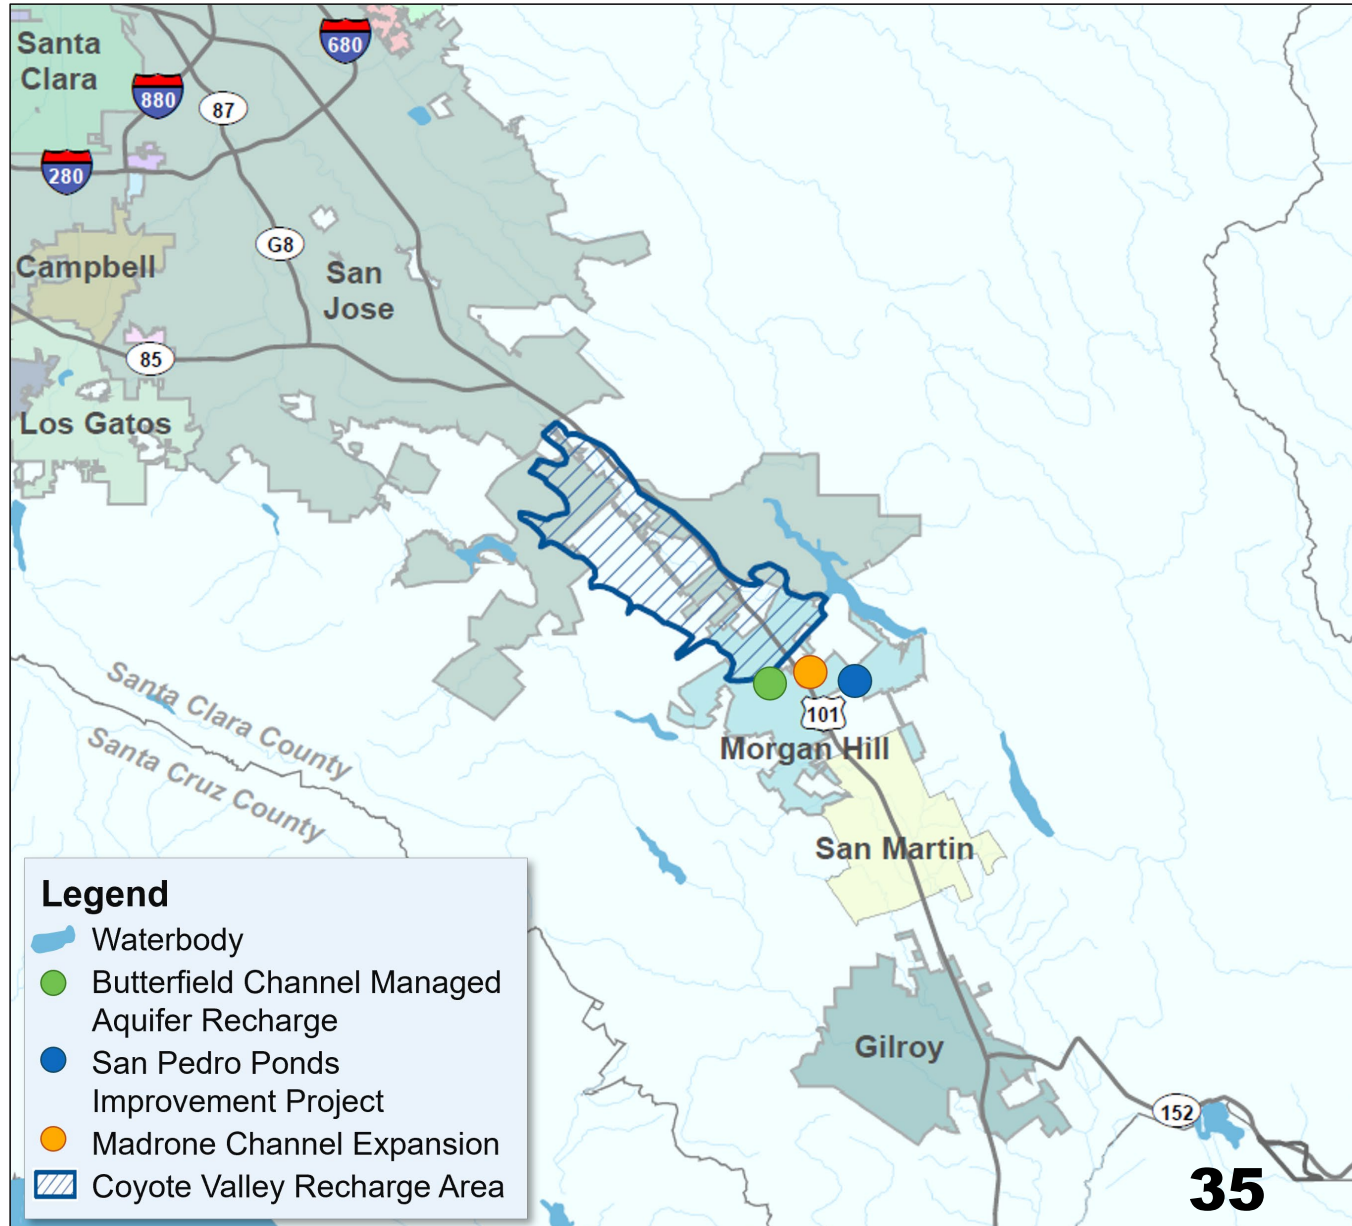 Santa
Clara
680
880
87
280
G8
Campbell
San
Jose
85
Los Gatos
101
Morgan Hill
Santa Clara County
Santa Cruz County
San Martin
Gilroy
152
Legend
Waterbody
Butterfield Channel Managed
Aquifer Recharge
San Pedro Ponds
Improvement Project
Madrone Channel Expansion
Coyote Valley Recharge Area
35